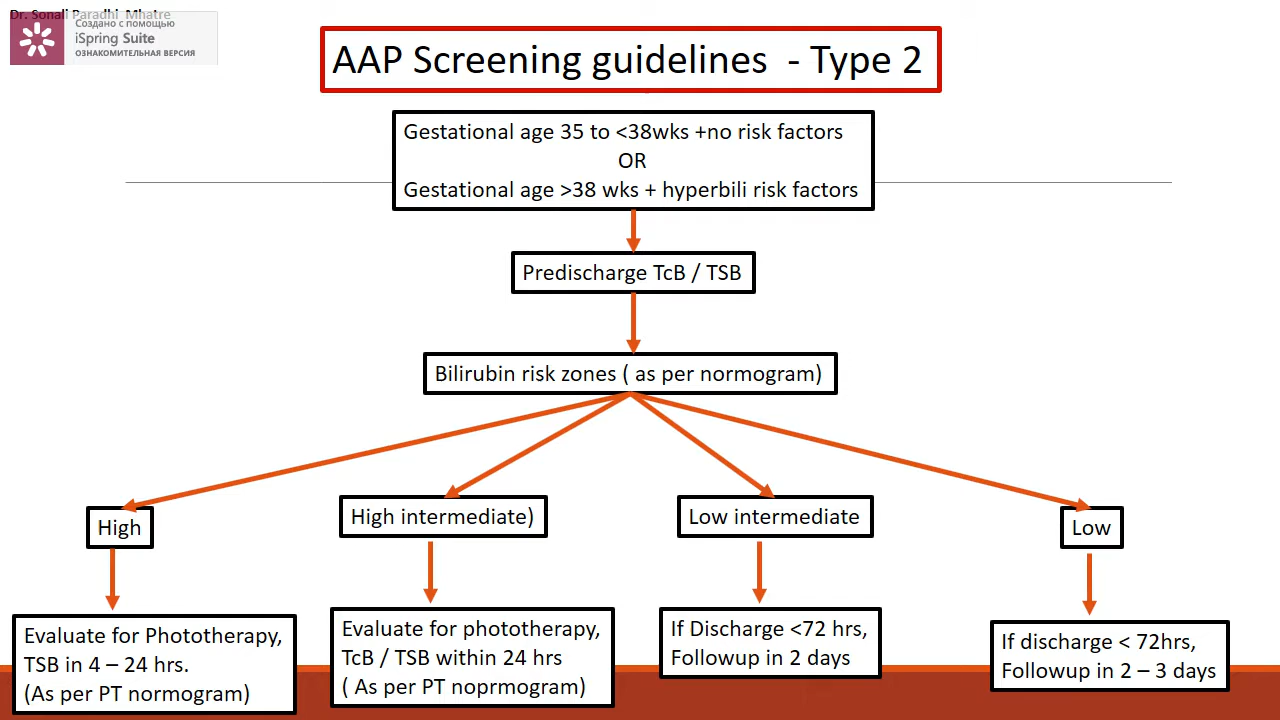 Dr. Sonali Paradhi Mhatre
Создано с помощью
iSpring Suite
ОЗНАКОМИТЕЛЬНАЯ ВЕРСИЯ
AAP Screening guidelines - Type 2
Gestational age 35 to <38wks +no risk factors
OR
Gestational age >38 wks + hyperbili risk factors
Predischarge TcB / TSB
Bilirubin risk zones ( as per normogram)
High
High intermediate)
Low intermediate
Low
Evaluate for Phototherapy,
TSB in 4 – 24 hrs.
(As per PT normogram)
Evaluate for phototherapy,
TcB / TSB within 24 hrs
( As per PT noprmogram)
If Discharge <72 hrs,
Followup in 2 days
If discharge < 72hrs,
Followup in 2 – 3 days